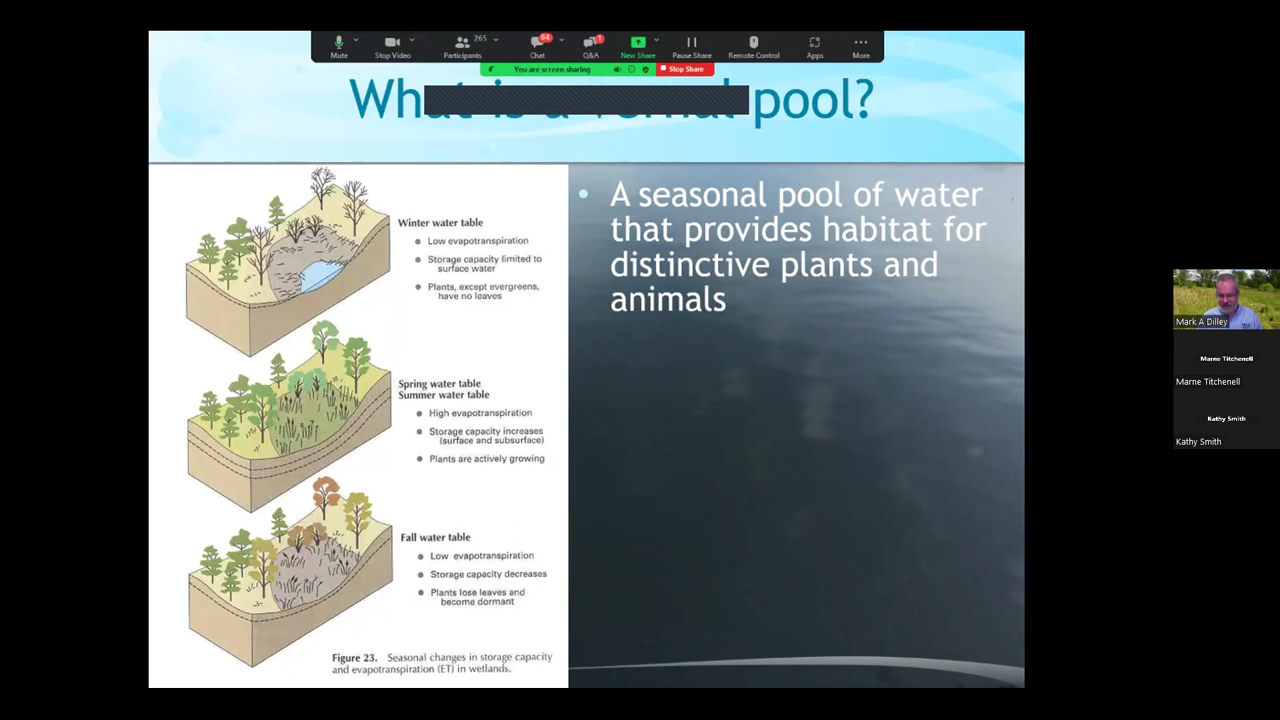 Mute
Stop Video
Participants
265
Chat
54
Q&A
1
New Share
Pause Share
Remote Control
Apps
More
You are screen sharing
Stop Share
What is a vernal pool?
Winter water table
Low evapotranspiration
Storage capacity limited to
surface water
Plants, except evergreens,
have no leaves
Spring water table
Summer water table
High evapotranspiration
Storage capacity increases
(surface and subsurface)
Plants are actively growing
Fall water table
Low evapotranspiration
Storage capacity decreases
Plants lose leaves and
become dormant
Figure 23. Seasonal changes in storage capacity
and evapotranspiration (ET) in wetlands.
• A seasonal pool of water
that provides habitat for
distinctive plants and
animals
Mark A Dilley
Marne Titchenell
Marne Titchenell
Kathy Smith
Kathy Smith